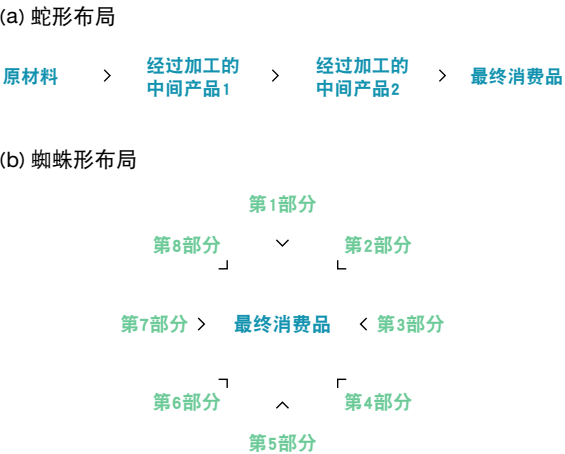 (a) 蛇形布局
原材料 > 经过加工的 > 经过加工的 > 最终消费品
中间产品1 中间产品2
(b) 蜘蛛形布局
第1部分
第8部分 第2部分
第7部分 > 最终消费品 < 第3部分
第6部分 第4部分
第5部分